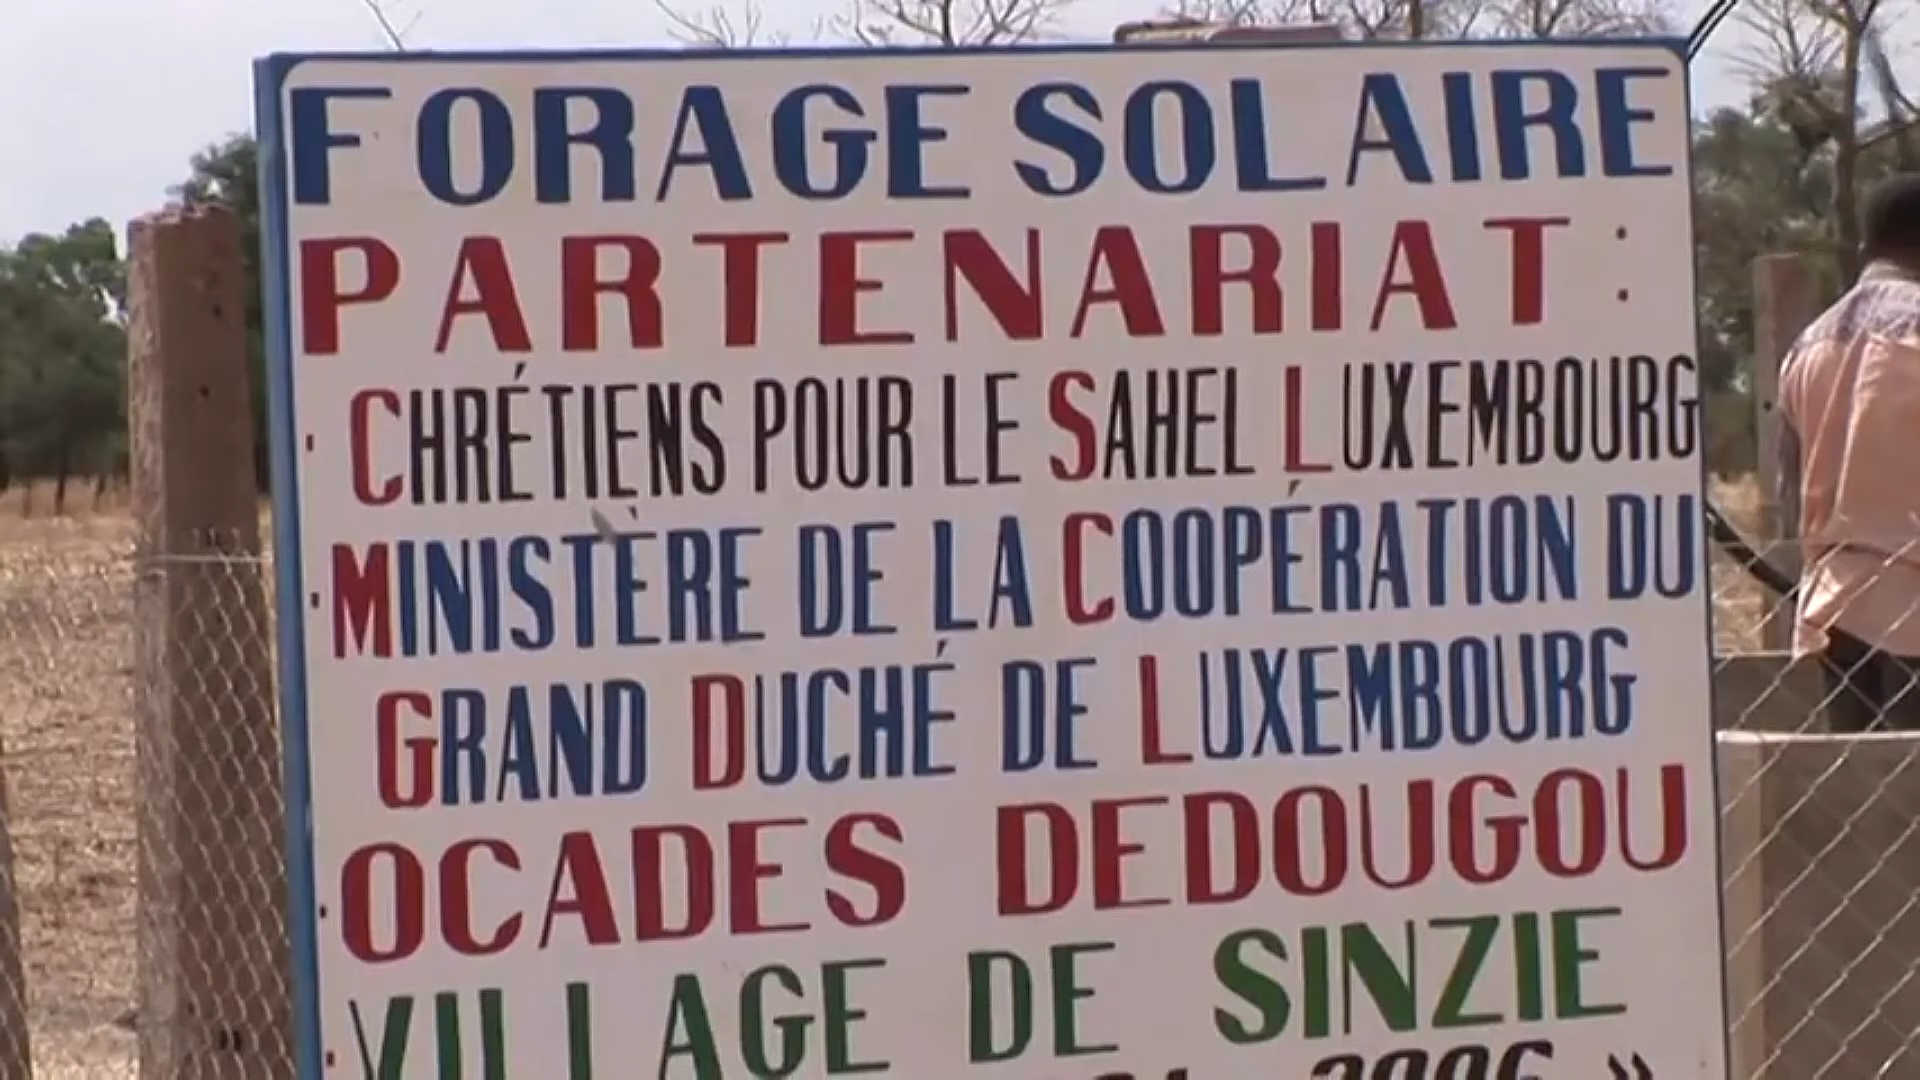 FORAGE SOLAIRE
PARTENARIAT :
· CHRÉTIENS POUR LE SAHEL LUXEMBOURG
· MINISTÈRE DE LA COOPÉRATION DU
GRAND DUCHÉ DE LUXEMBOURG
· OCADES DEDOUGOU
· VILLAGE DE SINZIE